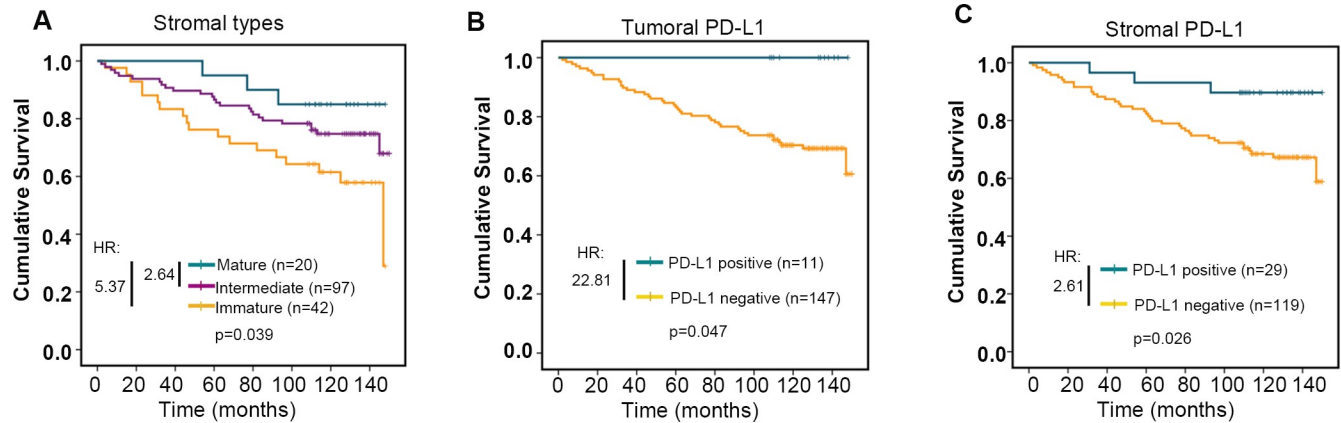 A
Stromal types
Cumulative Survival
1.0
0.8
0.6
0.4
0.2
0.0
HR:
5.37
2.64
Mature (n=20)
Intermediate (n=97)
Immature (n=42)
p=0.039
0 20 40 60 80 100 120 140
Time (months)
B
Tumoral PD-L1
Cumulative Survival
1.0
0.8
0.6
0.4
0.2
0.0
HR:
22.81
PD-L1 positive (n=11)
PD-L1 negative (n=147)
p=0.047
0 20 40 60 80 100 120 140
Time (months)
C
Stromal PD-L1
Cumulative Survival
1.0
0.8
0.6
0.4
0.2
0.0
HR:
2.61
PD-L1 positive (n=29)
PD-L1 negative (n=119)
p=0.026
0 20 40 60 80 100 120 140
Time (months)